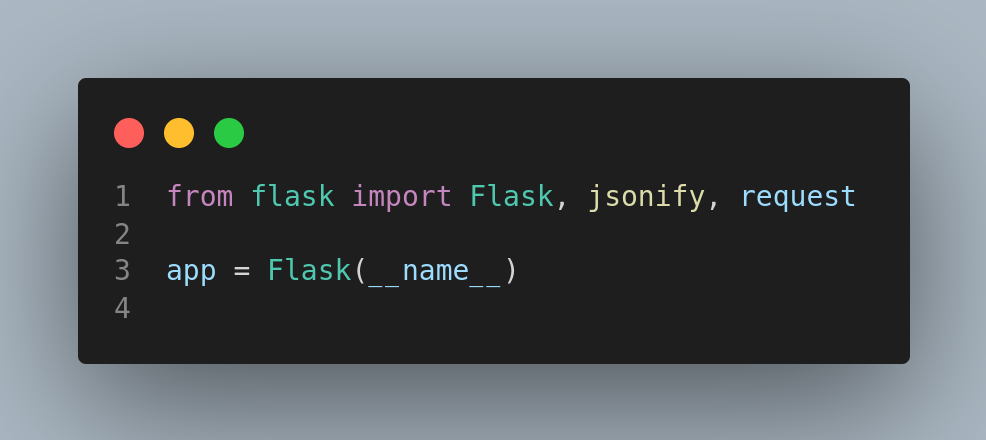 1 from flask import Flask, jsonify, request
2
3 app = Flask(__name__)
4